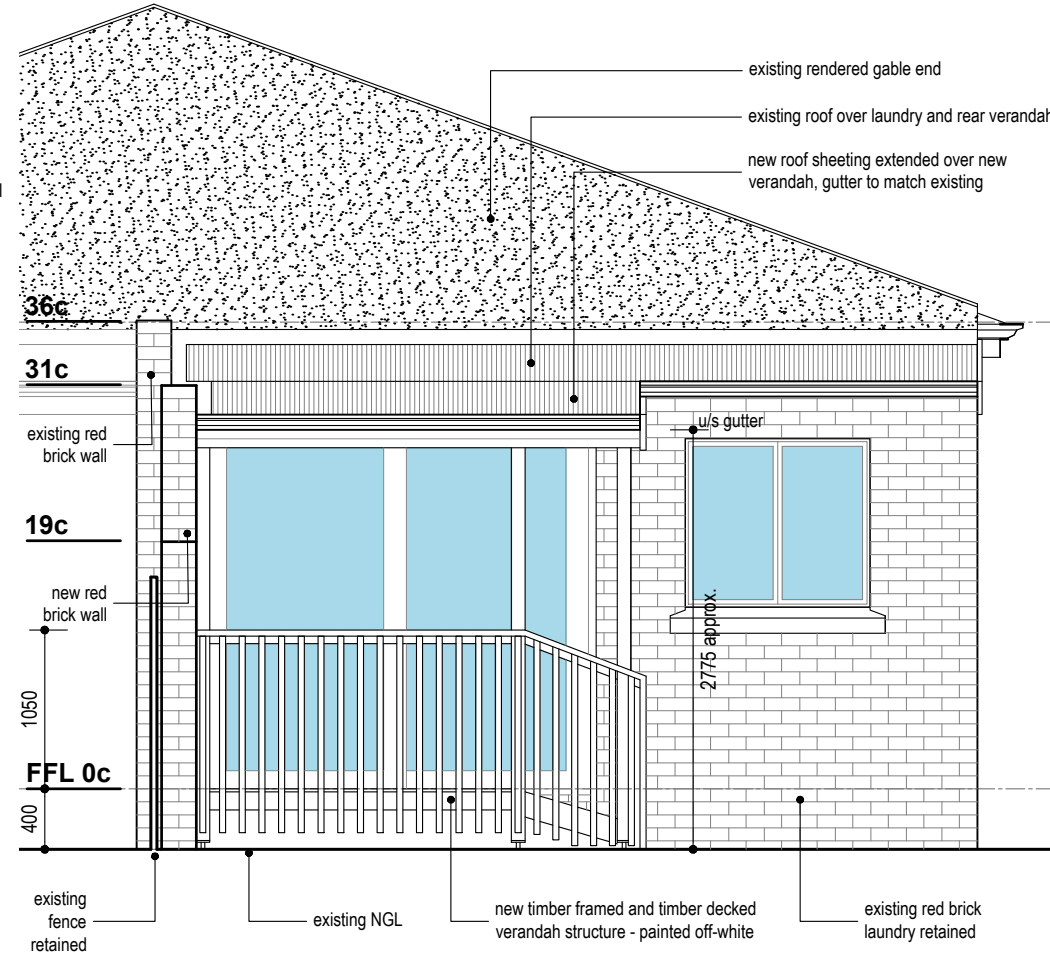 existing rendered gable end
existing roof over laundry and rear verandah
new roof sheeting extended over new
verandah, gutter to match existing
36c
31c
u/s gutter
existing red
brick wall
19c
new red
brick wall
2775 approx.
1050
FFL 0c
400
existing
fence
retained
existing NGL
new timber framed and timber decked
verandah structure - painted off-white
existing red brick
laundry retained